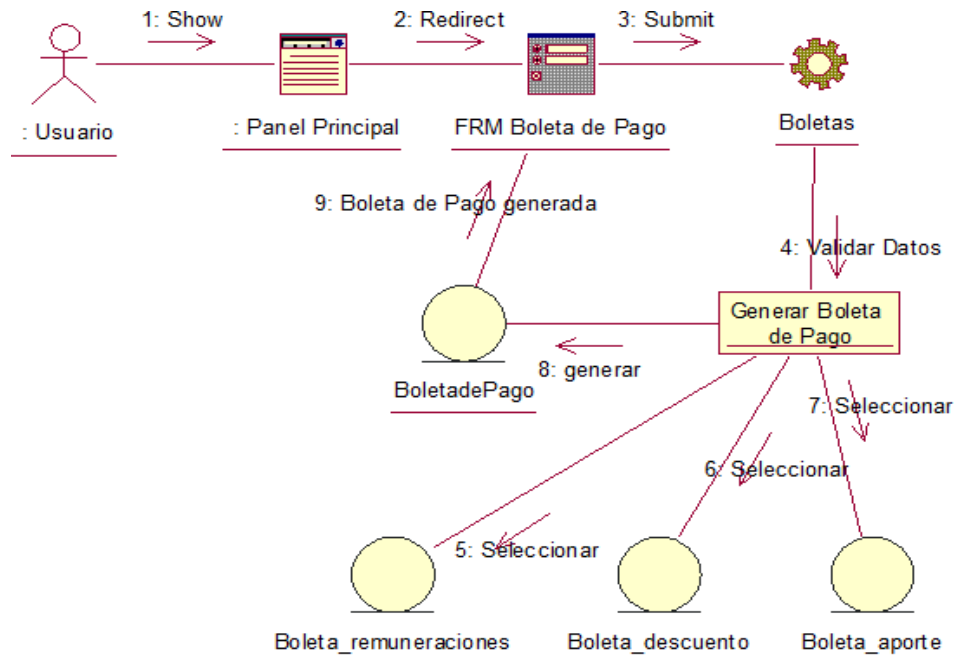 1: Show
2: Redirect
3: Submit
: Usuario
: Panel Principal
FRM Boleta de Pago
Boletas
9: Boleta de Pago generada
4: Validar Datos
Generar Boleta
de Pago
8: generar
BoletadePago
7: Seleccionar
6: Seleccionar
5: Seleccionar
Boleta_remuneraciones
Boleta_descuento
Boleta_aporte